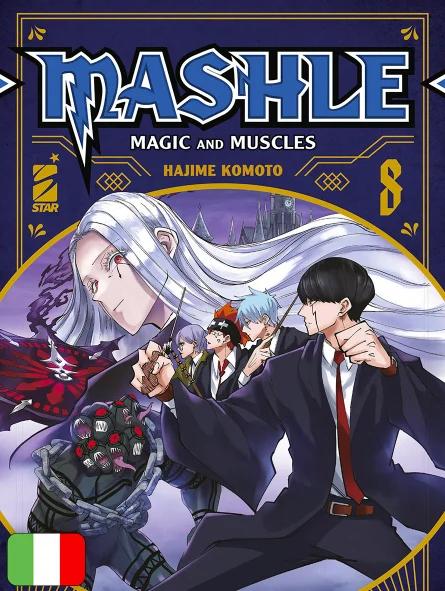 MASHLE
MAGIC AND MUSCLES
HAJIME KOMOTO
STAR
8